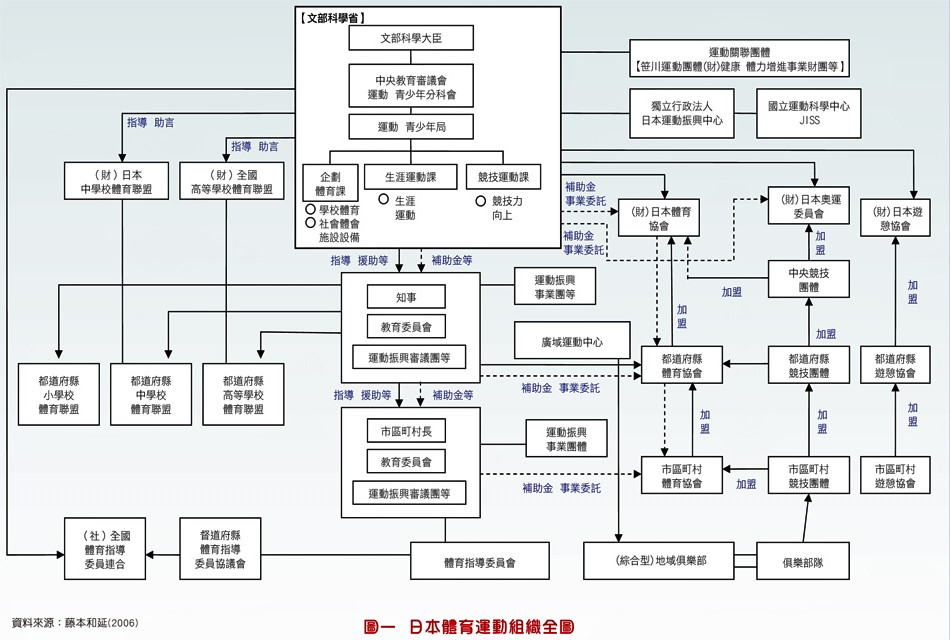 【文部科學省】
文部科學大臣
中央教育審議會
運動 青少年分科會
運動 青少年局
企劃
體育課
生涯運動課
競技運動課
學校體育
社會體會
施設設備
生涯
運動
競技力
向上
運動關聯團體
【笹川運動團體(財)健康 體力增進事業財團等】
獨立行政法人
日本運動振興中心
國立運動科學中心
JISS
指導 助言
指導 助言
(財)日本
中學校體育聯盟
(財)全國
高等學校體育聯盟
補助金
事業委託
補助金
事業委託
(財)日本體育
協會
(財)日本奧運
委員會
(財)日本遊
憩協會
加
盟
中央競技
團體
加盟
加
盟
加
盟
加盟
指導 援助等
補助金等
知事
教育委員會
運動振興審議團等
運動振興
事業團等
廣域運動中心
都道府縣
小學校
體育聯盟
都道府縣
中學校
體育聯盟
都道府縣
高等學校
體育聯盟
都道府縣
體育協會
都道府縣
競技團體
都道府縣
遊憩協會
補助金 事業委託
指導 援助等
補助金等
加
盟
加
盟
加
盟
市區町村長
教育委員會
運動振興審議團等
運動振興
事業團體
補助金 事業委託
市區町村
體育協會
加盟
市區町村
競技團體
市區町村
遊憩協會
(社)全國
體育指導
委員連合
督道府縣
體育指導
委員協議會
體育指導委員會
(綜合型)地域俱樂部
俱樂部隊
資料來源：藤本和延(2006)
圖一 日本體育運動組織全圖